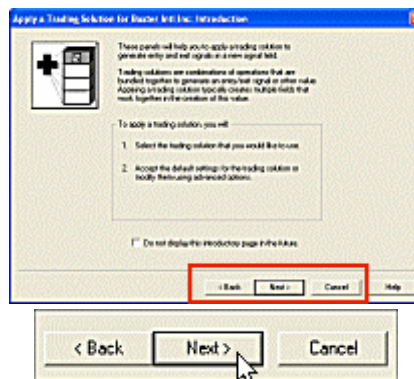 Apply a Trading Solution for Baxter Intl Inc: Introduction
These panels will help you to apply a trading solution to
generate entry and exit signals in a new signal field.
Trading solutions are combinations of operations that are
bundled together to generate an entry/exit signal or other value.
Applying a trading solution typically creates multiple fields that
work together in the creation of this value.
To apply a trading solution, you will:
1. Select the trading solution that you would like to use.
2. Accept the default settings for the trading solution or
modify them using advanced options.
Do not display this introductory page in the future.
< Back Next > Cancel Help
< Back Next > Cancel